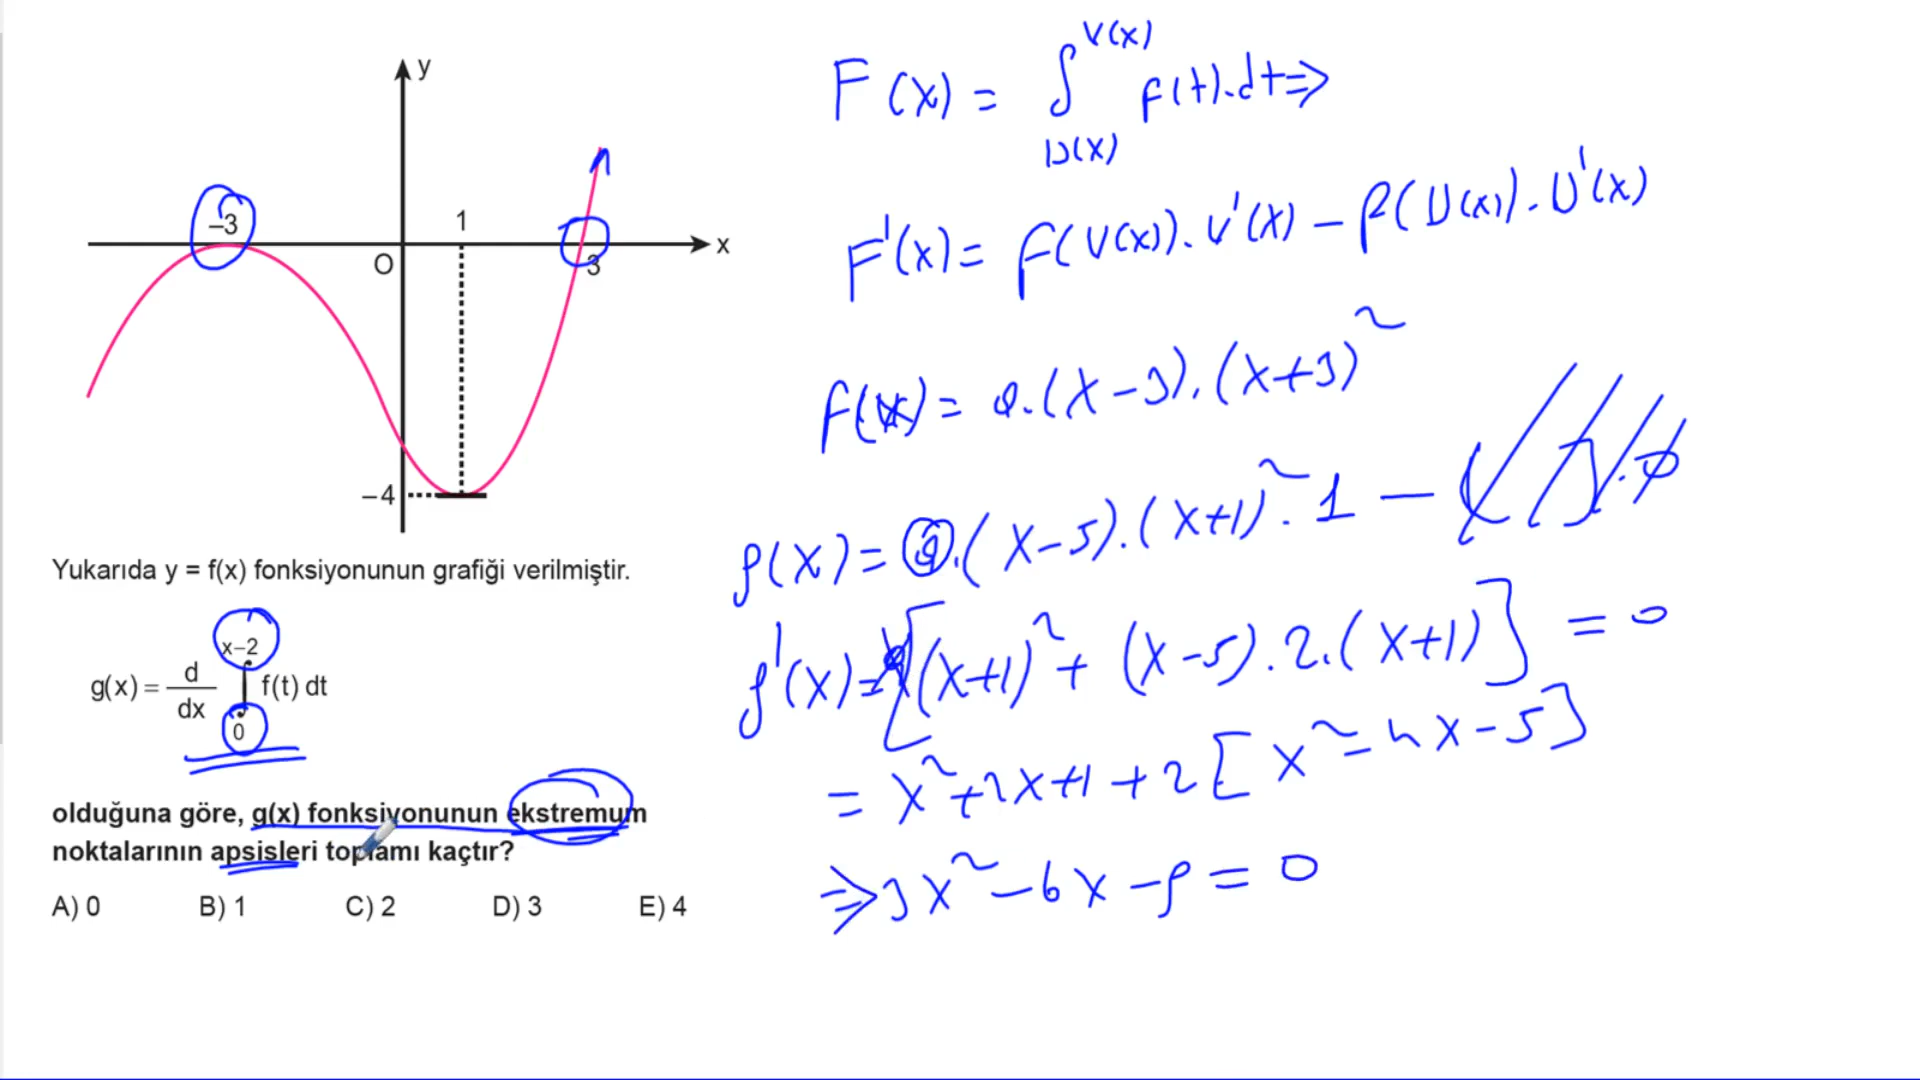 y
-3
1
O
3
x
-4
Yukarıda y = f(x) fonksiyonunun grafiği verilmiştir.
g(x) = d/dx ∫ x-2 0 f(t) dt
olduğuna göre, g(x) fonksiyonunun ekstremum
noktalarının apsisleri toplamı kaçtır?
A) 0 B) 1 C) 2 D) 3 E) 4
F(x) = ∫ V(x) U(x) f(t).dt ⇒
F'(x) = f(V(x)).V'(x) - f(U(x)).U'(x)
f(x) = a.(x-3).(x+3)²
g(x) = a.(x-5).(x+1)².1 -
g'(x) = [(x+1)² + (x-5).2.(x+1)] = 0
= x²+2x+1+2[x²-4x-5]
⇒ 3x²-6x-9 = 0